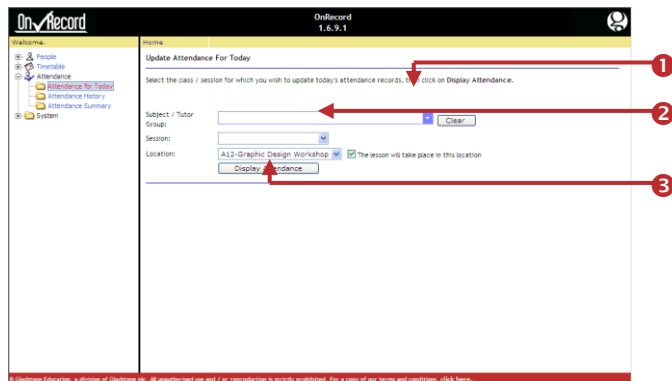 On Record
OnRecord
1.6.9.1
Welcome.
Home
People
Timetable
Attendance
Attendance for Today
Attendance History
Attendance Summary
System
Update Attendance For Today
Select the class / session for which you wish to update today's attendance records, then click on Display Attendance.
1
Subject / Tutor
Group:
Clear
2
Session:
Location:
A12-Graphic Design Workshop
The lesson will take place in this location
Display Attendance
3
© Gladstone Education, a division of Gladstone plc. All unauthorised use and / or reproduction is strictly prohibited. For a copy of our terms and conditions, click here.